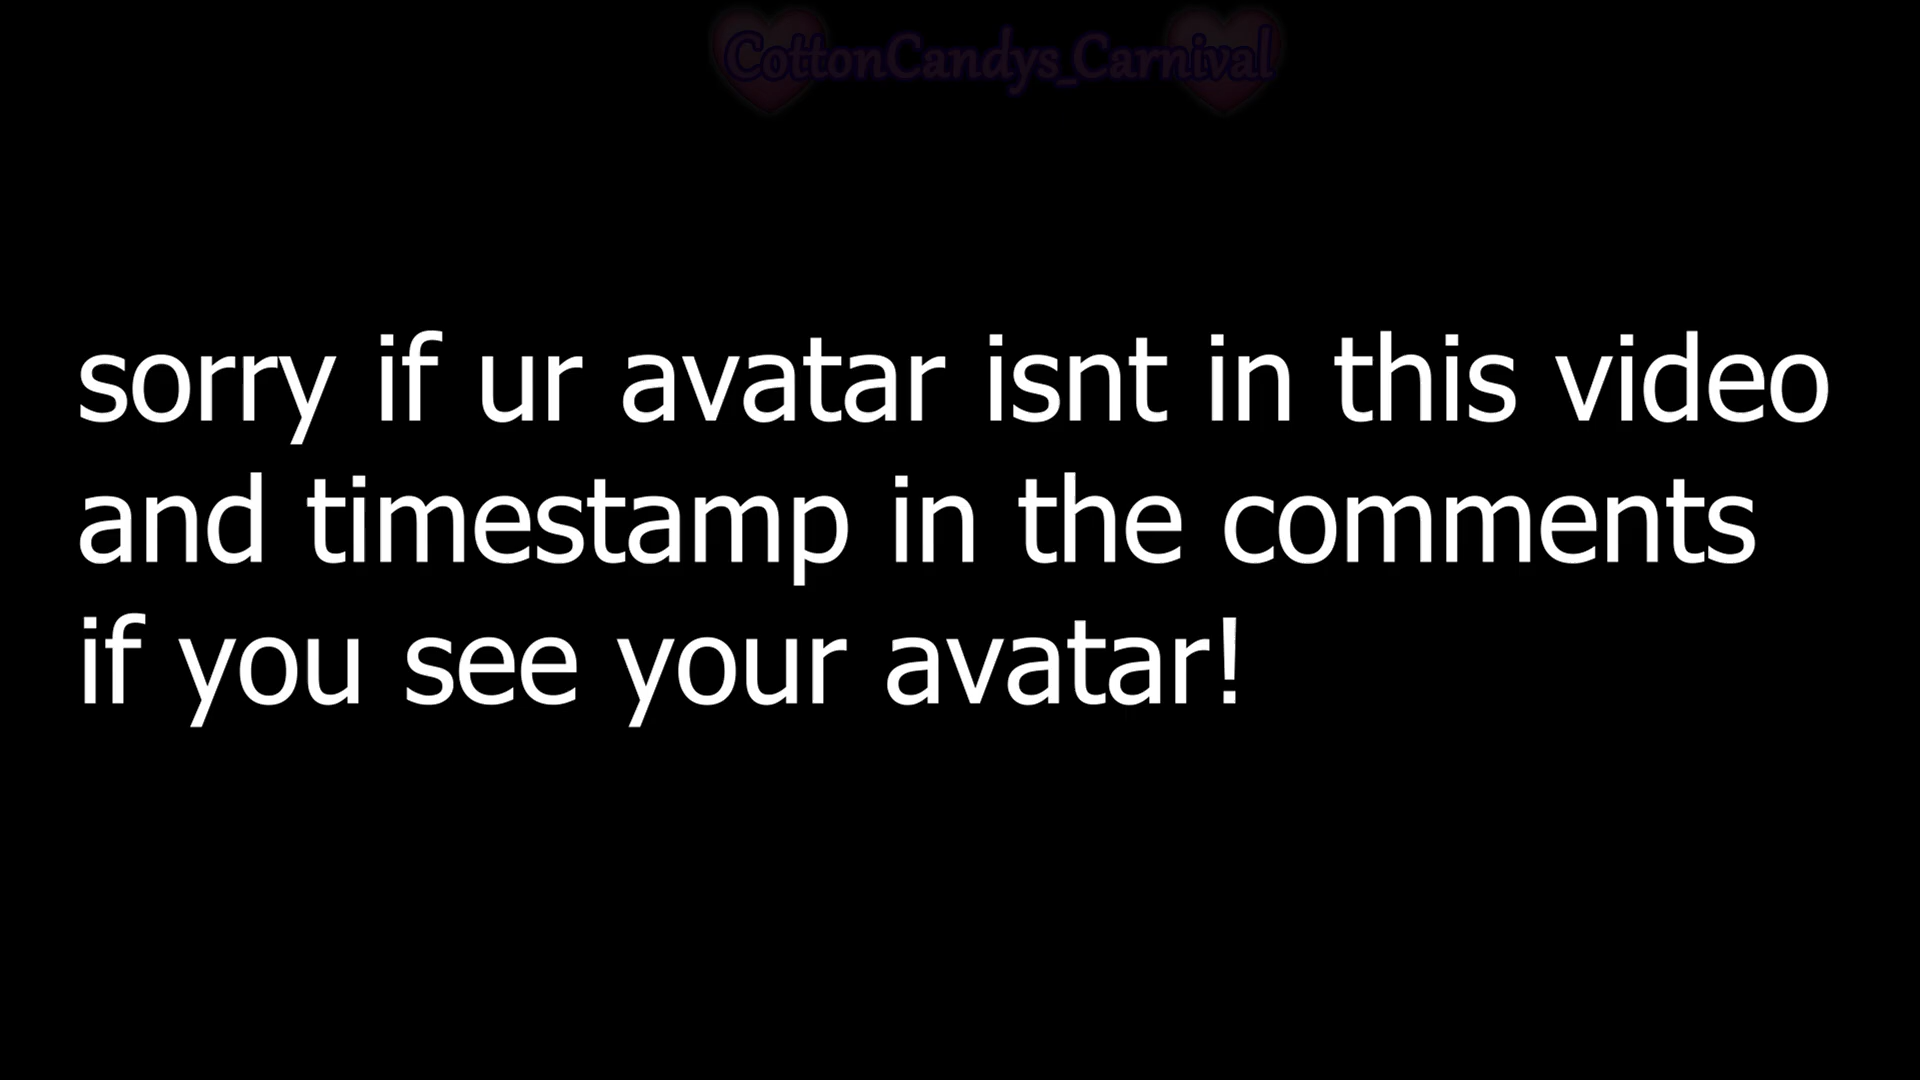 CottonCandys_Carnival
sorry if ur avatar isnt in this video
and timestamp in the comments
if you see your avatar!